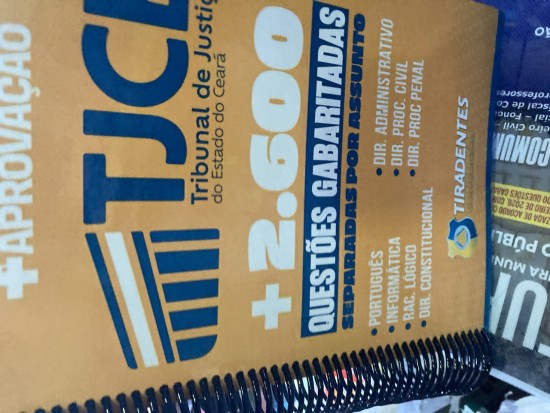 +APROVAÇÃO
TJCE
Tribunal de Justiça
do Estado do Ceará
+2.600
QUESTÕES GABARITADAS
SEPARADAS POR ASSUNTO
• PORTUGUÊS
• INFORMÁTICA
• RAC. LÓGICO
• DIR. CONSTITUCIONAL
• DIR. ADMINISTRATIVO
• DIR. PROC. CIVIL
• DIR. PROC PENAL
TIRADENTES
COMUN